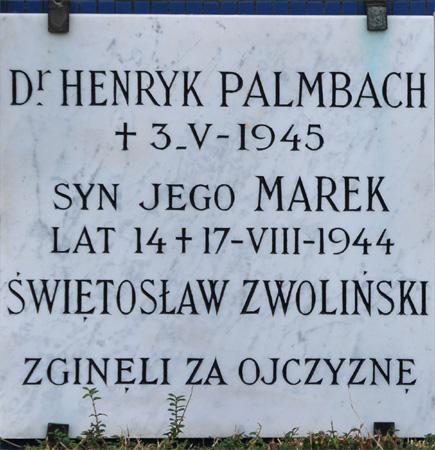 Dr HENRYK PALMBACH
† 3-V-1945
SYN JEGO MAREK
LAT 14 † 17-VIII-1944
ŚWIĘTOSŁAW ZWOLIŃSKI
ZGINĘLI ZA OJCZYZNĘ